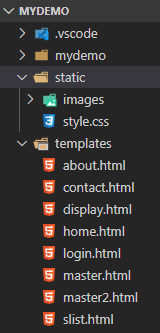 MYDEMO
.vscode
mydemo
static
images
style.css
templates
about.html
contact.html
display.html
home.html
login.html
master.html
master2.html
slist.html